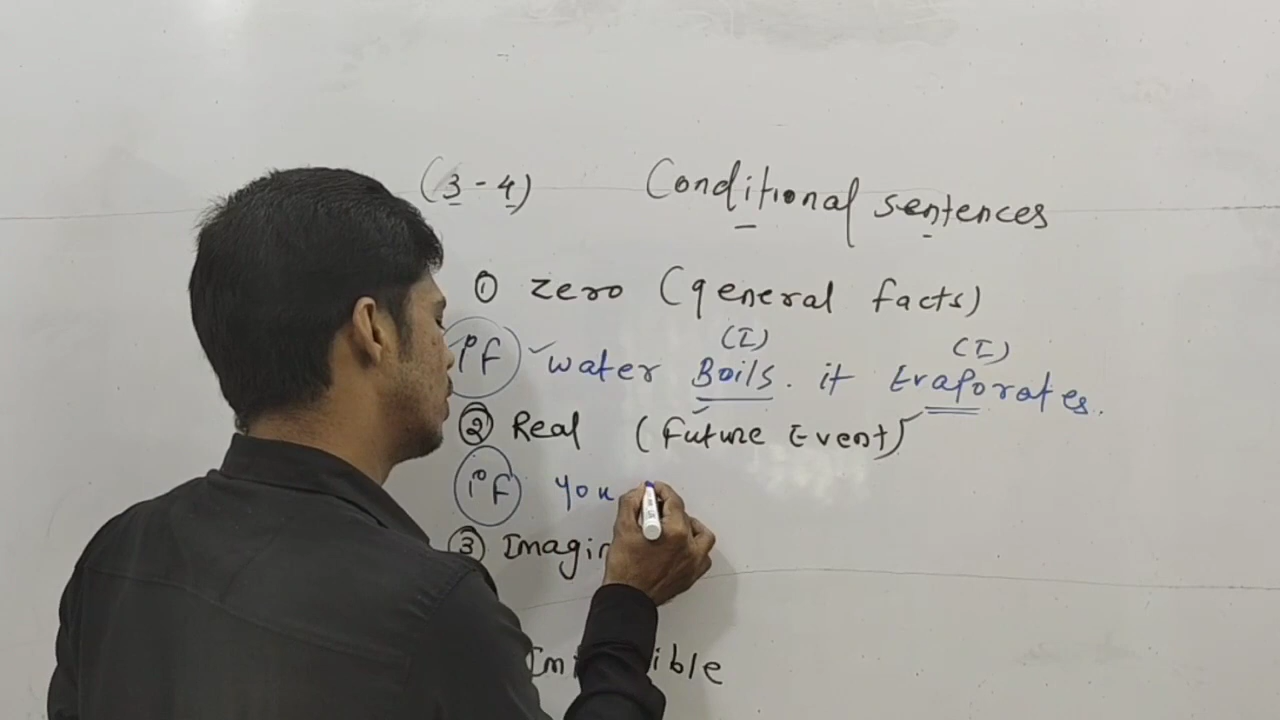 (3-4) Conditional sentences
① zero (general facts)
(I) (I)
if water Boils. it Evaporates.
② Real (Future Event)
if you
③
ible